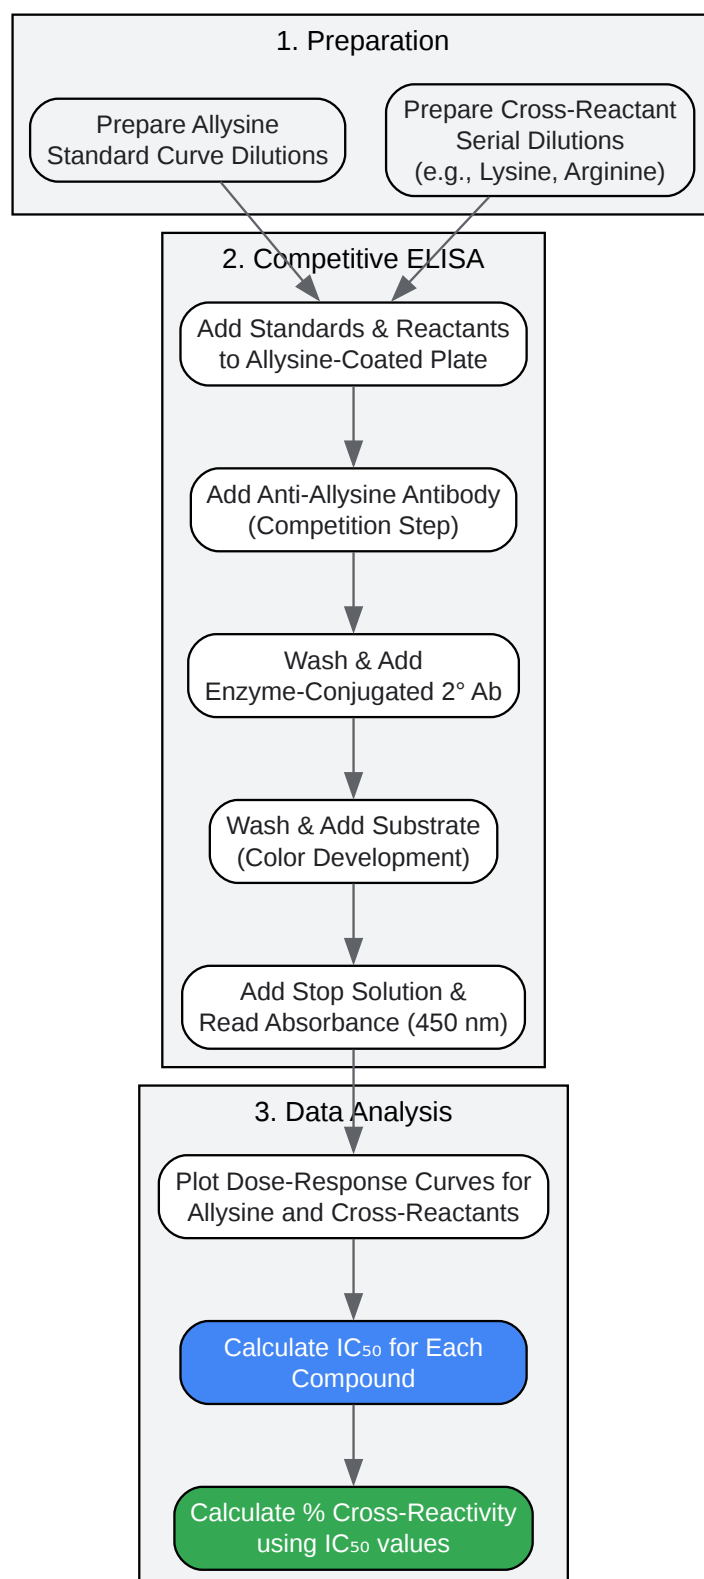 1. Preparation
Prepare Allysine
Standard Curve Dilutions
Prepare Cross-Reactant
Serial Dilutions
(e.g., Lysine, Arginine)
2. Competitive ELISA
Add Standards & Reactants
to Allysine-Coated Plate
Add Anti-Allysine Antibody
(Competition Step)
Wash & Add
Enzyme-Conjugated 2° Ab
Wash & Add Substrate
(Color Development)
Add Stop Solution &
Read Absorbance (450 nm)
3. Data Analysis
Plot Dose-Response Curves for
Allysine and Cross-Reactants
Calculate IC₅₀ for Each
Compound
Calculate % Cross-Reactivity
using IC₅₀ values